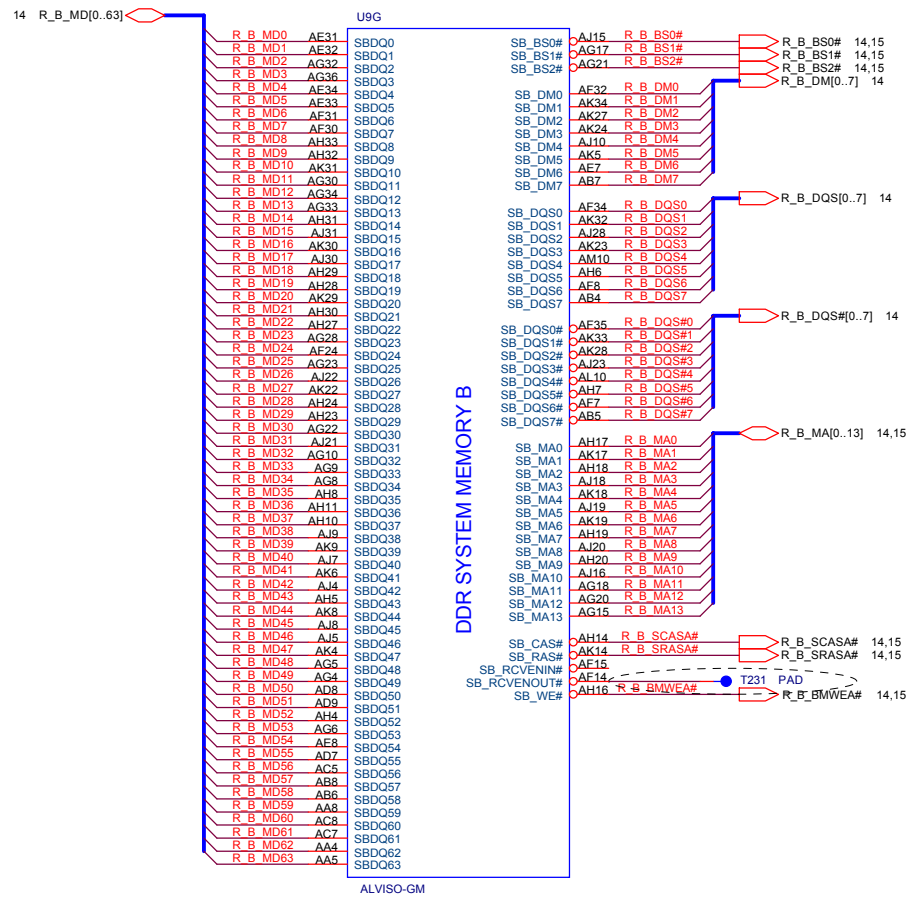 14 R_B_MD[0..63]
U9G
R_B_MD0 AE31 SBDQ0
R_B_MD1 AE32 SBDQ1
R_B_MD2 AG32 SBDQ2
R_B_MD3 AG36 SBDQ3
R_B_MD4 AE34 SBDQ4
R_B_MD5 AE33 SBDQ5
R_B_MD6 AF31 SBDQ6
R_B_MD7 AF30 SBDQ7
R_B_MD8 AH33 SBDQ8
R_B_MD9 AH32 SBDQ9
R_B_MD10 AK31 SBDQ10
R_B_MD11 AG30 SBDQ11
R_B_MD12 AG34 SBDQ12
R_B_MD13 AG33 SBDQ13
R_B_MD14 AH31 SBDQ14
R_B_MD15 AJ31 SBDQ15
R_B_MD16 AK30 SBDQ16
R_B_MD17 AJ30 SBDQ17
R_B_MD18 AH29 SBDQ18
R_B_MD19 AH28 SBDQ19
R_B_MD20 AK29 SBDQ20
R_B_MD21 AH30 SBDQ21
R_B_MD22 AH27 SBDQ22
R_B_MD23 AG28 SBDQ23
R_B_MD24 AF24 SBDQ24
R_B_MD25 AG23 SBDQ25
R_B_MD26 AJ22 SBDQ26
R_B_MD27 AK22 SBDQ27
R_B_MD28 AH24 SBDQ28
R_B_MD29 AH23 SBDQ29
R_B_MD30 AG22 SBDQ30
R_B_MD31 AJ21 SBDQ31
R_B_MD32 AG10 SBDQ32
R_B_MD33 AG9 SBDQ33
R_B_MD34 AG8 SBDQ34
R_B_MD35 AH8 SBDQ35
R_B_MD36 AH11 SBDQ36
R_B_MD37 AH10 SBDQ37
R_B_MD38 AJ9 SBDQ38
R_B_MD39 AK9 SBDQ39
R_B_MD40 AJ7 SBDQ40
R_B_MD41 AK6 SBDQ41
R_B_MD42 AJ4 SBDQ42
R_B_MD43 AH5 SBDQ43
R_B_MD44 AK8 SBDQ44
R_B_MD45 AJ8 SBDQ45
R_B_MD46 AJ5 SBDQ46
R_B_MD47 AK4 SBDQ47
R_B_MD48 AG5 SBDQ48
R_B_MD49 AG4 SBDQ49
R_B_MD50 AD8 SBDQ50
R_B_MD51 AD9 SBDQ51
R_B_MD52 AH4 SBDQ52
R_B_MD53 AG6 SBDQ53
R_B_MD54 AE8 SBDQ54
R_B_MD55 AD7 SBDQ55
R_B_MD56 AC5 SBDQ56
R_B_MD57 AB8 SBDQ57
R_B_MD58 AB6 SBDQ58
R_B_MD59 AA8 SBDQ59
R_B_MD60 AC8 SBDQ60
R_B_MD61 AC7 SBDQ61
R_B_MD62 AA4 SBDQ62
R_B_MD63 AA5 SBDQ63
DDR SYSTEM MEMORY B
SB_BS0# AJ15 R_B_BS0# R_B_BS0# 14,15
SB_BS1# AG17 R_B_BS1# R_B_BS1# 14,15
SB_BS2# AG21 R_B_BS2# R_B_BS2# 14,15
R_B_DM[0..7] 14
SB_DM0 AF32 R_B_DM0
SB_DM1 AK34 R_B_DM1
SB_DM2 AK27 R_B_DM2
SB_DM3 AK24 R_B_DM3
SB_DM4 AJ10 R_B_DM4
SB_DM5 AK5 R_B_DM5
SB_DM6 AE7 R_B_DM6
SB_DM7 AB7 R_B_DM7
R_B_DQS[0..7] 14
SB_DQS0 AF34 R_B_DQS0
SB_DQS1 AK32 R_B_DQS1
SB_DQS2 AJ28 R_B_DQS2
SB_DQS3 AK23 R_B_DQS3
SB_DQS4 AM10 R_B_DQS4
SB_DQS5 AH6 R_B_DQS5
SB_DQS6 AF8 R_B_DQS6
SB_DQS7 AB4 R_B_DQS7
R_B_DQS#[0..7] 14
SB_DQS0# AF35 R_B_DQS#0
SB_DQS1# AK33 R_B_DQS#1
SB_DQS2# AK28 R_B_DQS#2
SB_DQS3# AJ23 R_B_DQS#3
SB_DQS4# AL10 R_B_DQS#4
SB_DQS5# AH7 R_B_DQS#5
SB_DQS6# AF7 R_B_DQS#6
SB_DQS7# AB5 R_B_DQS#7
R_B_MA[0..13] 14,15
SB_MA0 AH17 R_B_MA0
SB_MA1 AK17 R_B_MA1
SB_MA2 AH18 R_B_MA2
SB_MA3 AJ18 R_B_MA3
SB_MA4 AK18 R_B_MA4
SB_MA5 AJ19 R_B_MA5
SB_MA6 AK19 R_B_MA6
SB_MA7 AH19 R_B_MA7
SB_MA8 AJ20 R_B_MA8
SB_MA9 AH20 R_B_MA9
SB_MA10 AJ16 R_B_MA10
SB_MA11 AG18 R_B_MA11
SB_MA12 AG20 R_B_MA12
SB_MA13 AG15 R_B_MA13
SB_CAS# AH14 R_B_SCASA# R_B_SCASA# 14,15
SB_RAS# AK14 R_B_SRASA# R_B_SRASA# 14,15
SB_RCVENIN# AF15
SB_RCVENOUT# AF14 T231 PAD
SB_WE# AH16 R_B_BMWEA# R_B_BMWEA# 14,15
ALVISO-GM